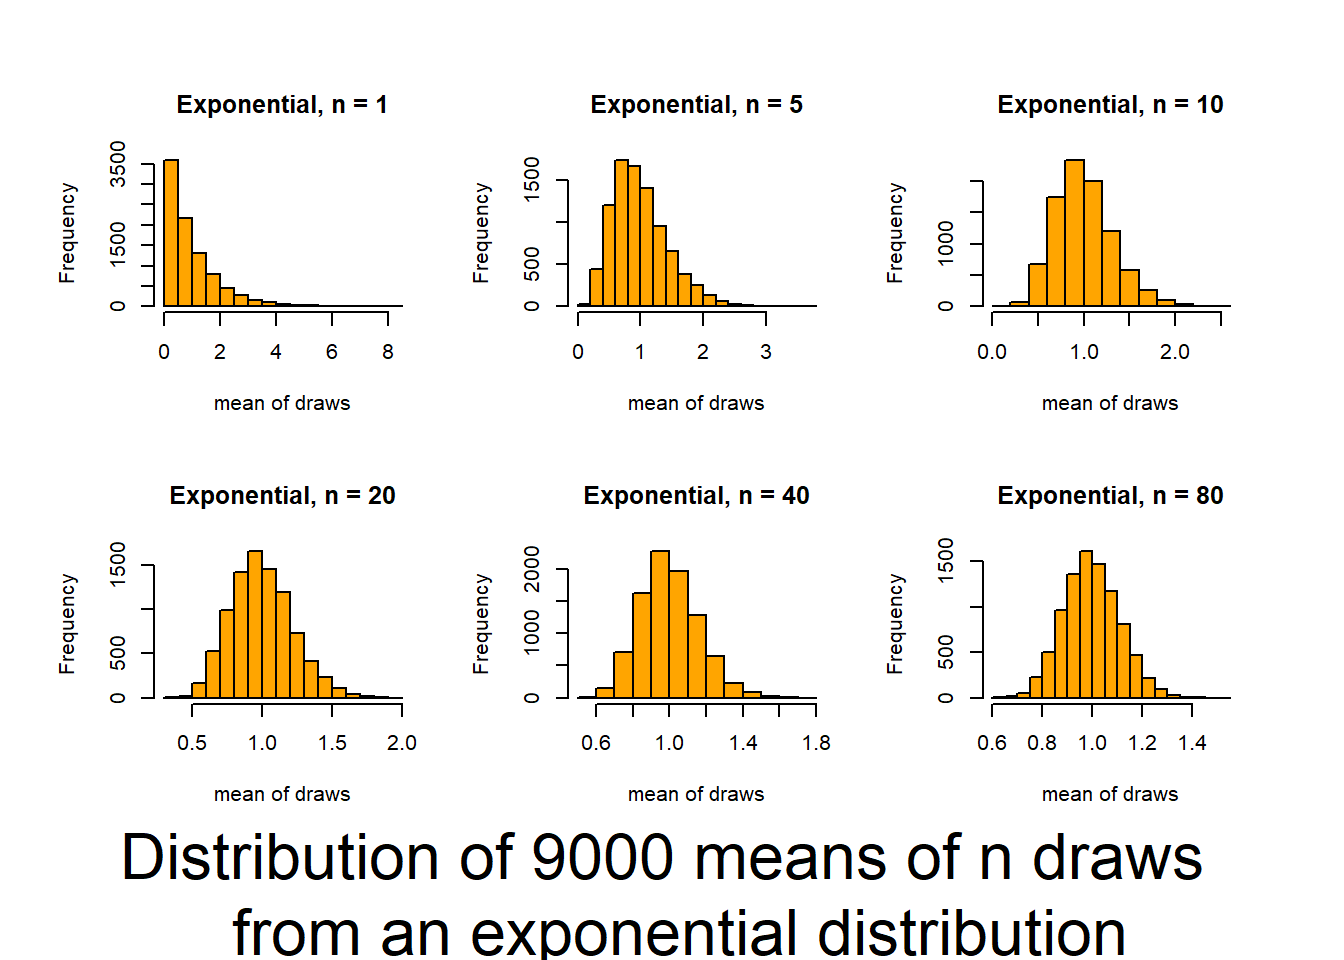 Exponential, n = 1
Frequency
0 1500 3500
0 2 4 6 8
mean of draws
Exponential, n = 5
Frequency
0 500 1500
0 1 2 3
mean of draws
Exponential, n = 10
Frequency
0 1000
0.0 1.0 2.0
mean of draws
Exponential, n = 20
Frequency
0 500 1500
0.5 1.0 1.5 2.0
mean of draws
Exponential, n = 40
Frequency
0 1000 2000
0.6 1.0 1.4 1.8
mean of draws
Exponential, n = 80
Frequency
0 500 1500
0.6 0.8 1.0 1.2 1.4
mean of draws
Distribution of 9000 means of n draws
from an exponential distribution